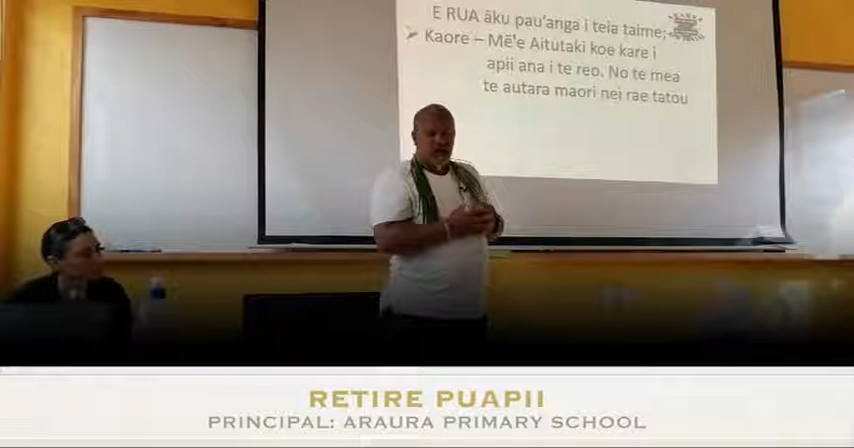 E RUA āku pau'anga i teia taime;
➢ Kaore – Mē'e Aitutaki koe kare i
apii ana i te reo. No te mea
te autara maori nei rae tatou
RETIRE PUAPII
PRINCIPAL: ARAURA PRIMARY SCHOOL